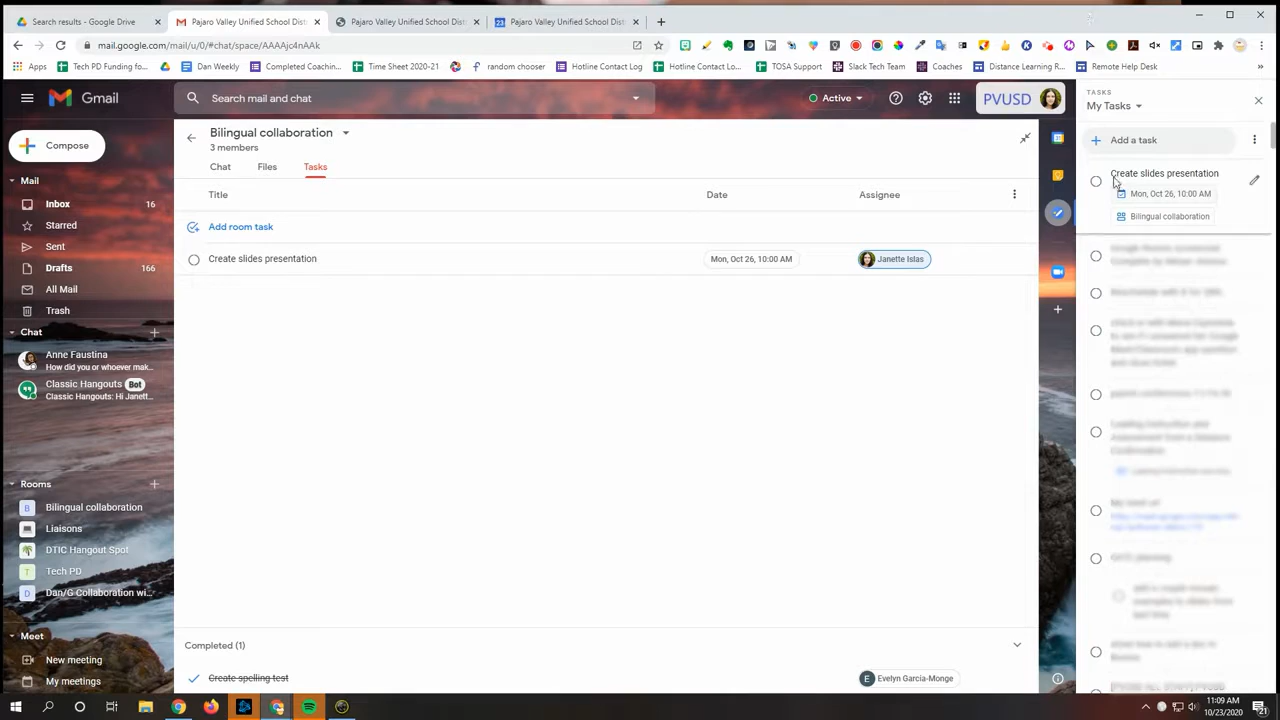 Search results - Google Drive
Pajaro Valley Unified School Dist
Pajaro Valley Unified School Dist
23
Pajaro Valley Unified School Dist
mail.google.com/mail/u/0/#chat/space/AAAAjc4nAAk
Apps
Tech PD Funding fo...
Dan Weekly
Completed Coachin...
Time Sheet 2020-21
random chooser
Hotline Contact Log
Hotline Contact Lo...
TOSA Support
Slack Tech Team
Coaches
Distance Learning R...
Remote Help Desk
Gmail
Search mail and chat
Active
PVUSD
TASKS
My Tasks
Compose
Mail
Inbox 16
Starred
Sent
Drafts 166
All Mail
Trash
Chat
Anne Faustina
How did you or whoever mak...
Classic Hangouts Bot
Classic Hangouts: Hi Janett...
Rooms
B Bilingual collaboration
Liaisons
DTIC Hangout Spot
T Tech PD
Dan/G Collaboration wi...
Meet
New meeting
My meetings
Bilingual collaboration
3 members
Chat Files Tasks
Title Date Assignee
Add room task
Create slides presentation Mon, Oct 26, 10:00 AM Janette Islas
Completed (1)
Create spelling test E Evelyn Garcia-Monge
Add a task
Create slides presentation
Mon, Oct 26, 10:00 AM
Bilingual collaboration
11:09 AM
10/23/2020
21